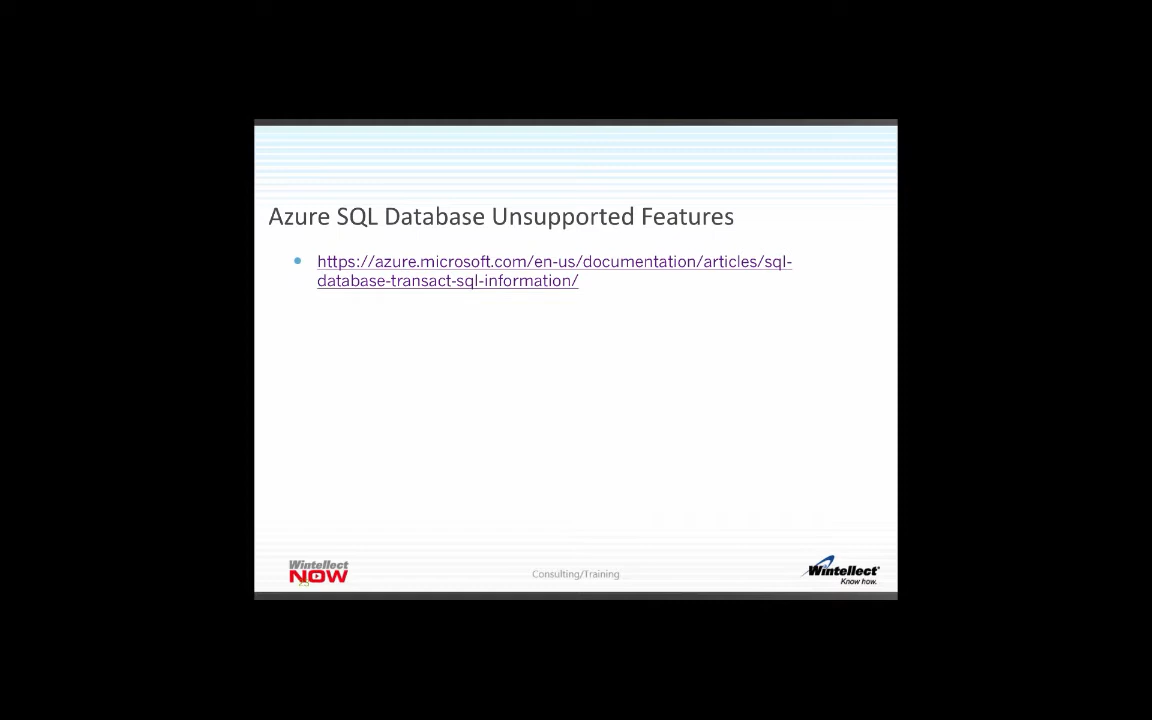 Azure SQL Database Unsupported Features
https://azure.microsoft.com/en-us/documentation/articles/sql-
database-transact-sql-information/
Wintellect
NOW
Consulting/Training
Wintellect
Know how.